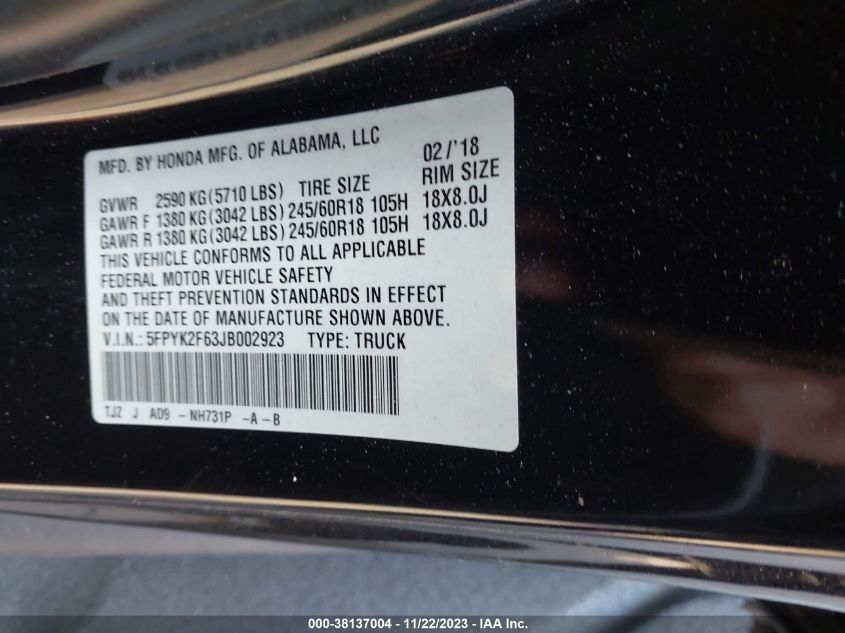 MFD. BY HONDA MFG. OF ALABAMA, LLC 02/'18
GVWR 2590 KG(5710 LBS) TIRE SIZE RIM SIZE
GAWR F 1380 KG(3042 LBS) 245/60R18 105H 18X8.0J
GAWR R 1380 KG(3042 LBS) 245/60R18 105H 18X8.0J
THIS VEHICLE CONFORMS TO ALL APPLICABLE
FEDERAL MOTOR VEHICLE SAFETY
AND THEFT PREVENTION STANDARDS IN EFFECT
ON THE DATE OF MANUFACTURE SHOWN ABOVE.
V.I.N.: 5FPYK2F63JB002923 TYPE: TRUCK
TJZ J AD9 -NH731P -A-B
000-38137004 - 11/22/2023 - IAA Inc.